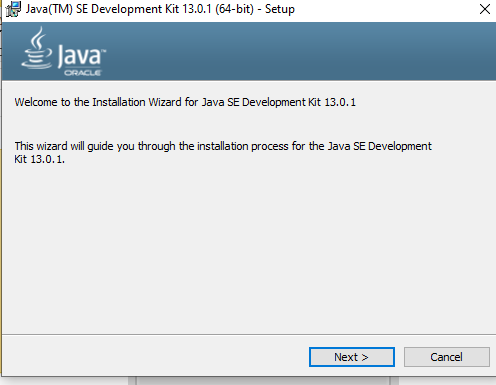 Java(TM) SE Development Kit 13.0.1 (64-bit) - Setup
Java™
ORACLE
Welcome to the Installation Wizard for Java SE Development Kit 13.0.1
This wizard will guide you through the installation process for the Java SE Development
Kit 13.0.1.
Next >
Cancel